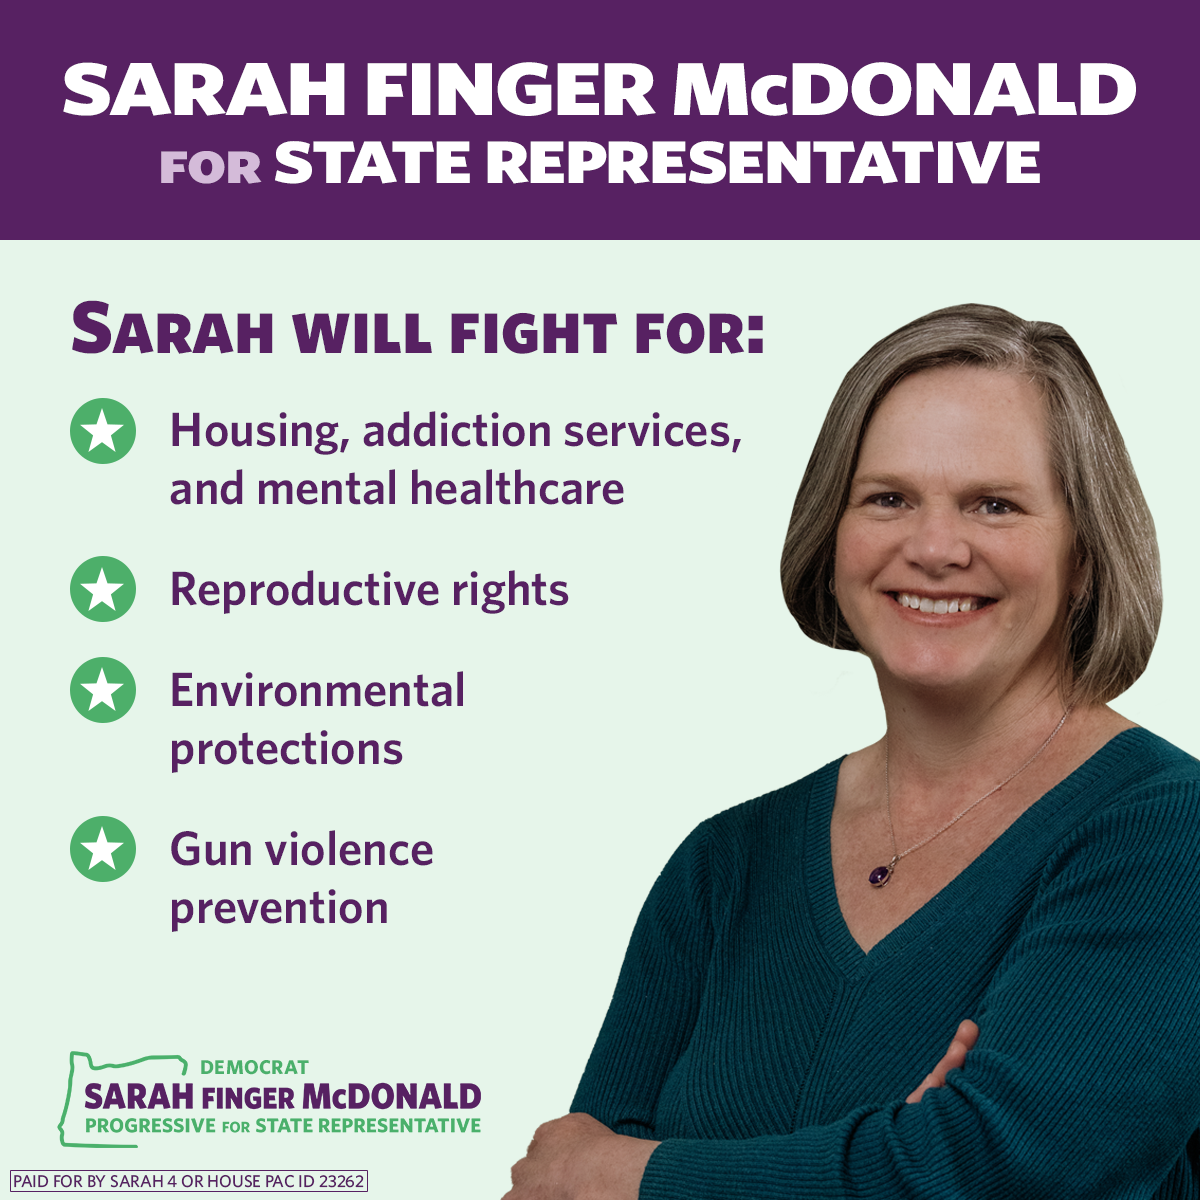 SARAH FINGER McDONALD
FOR STATE REPRESENTATIVE
SARAH WILL FIGHT FOR:
Housing, addiction services,
and mental healthcare
Reproductive rights
Environmental
protections
Gun violence
prevention
DEMOCRAT
SARAH FINGER McDONALD
PROGRESSIVE FOR STATE REPRESENTATIVE
PAID FOR BY SARAH 4 OR HOUSE PAC ID 23262